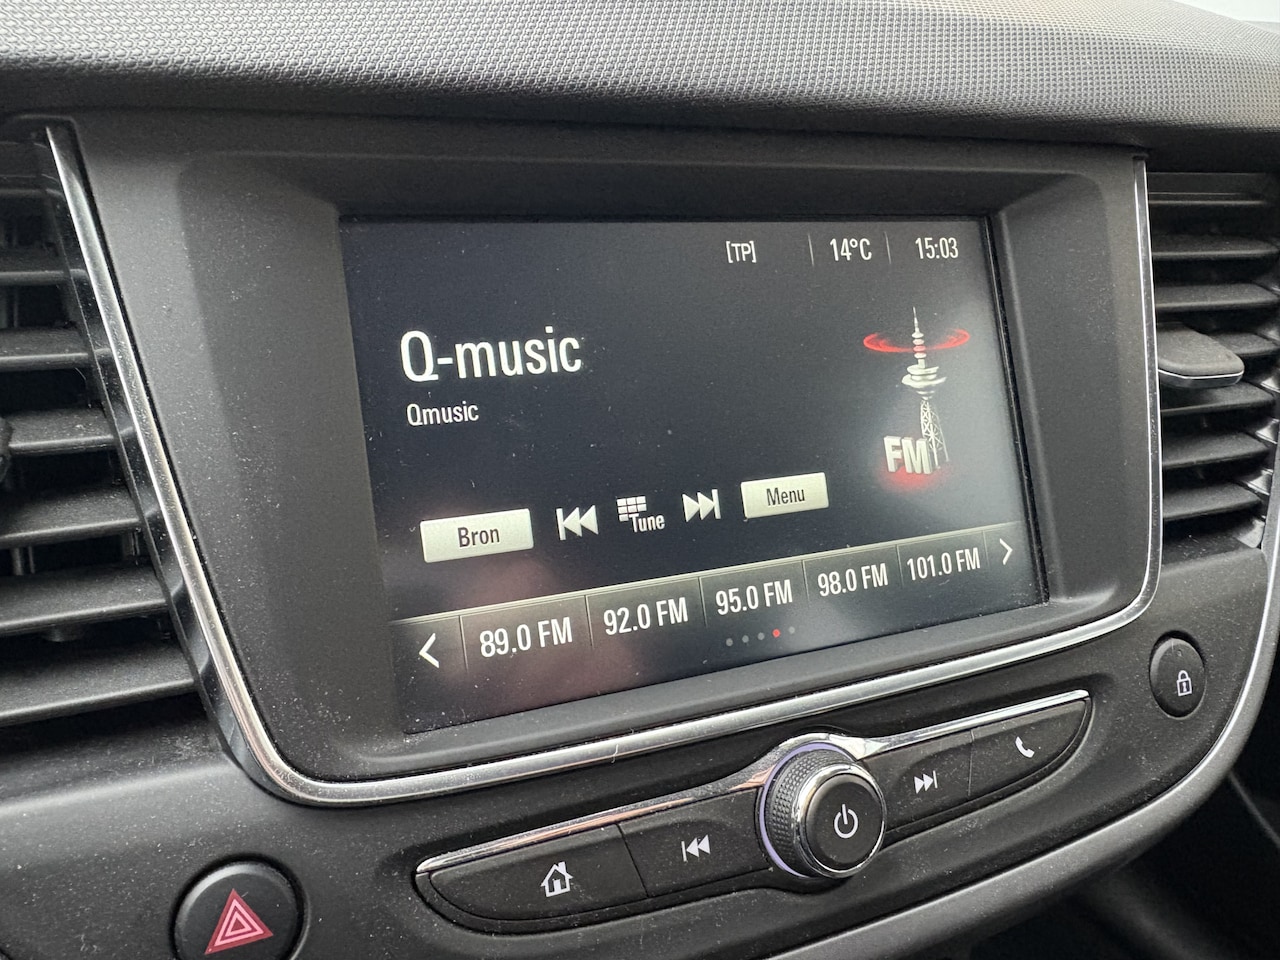 [TP] 14°C 15:03
Q-music
Qmusic
FM
Bron Tune Menu
89.0 FM 92.0 FM 95.0 FM 98.0 FM 101.0 FM